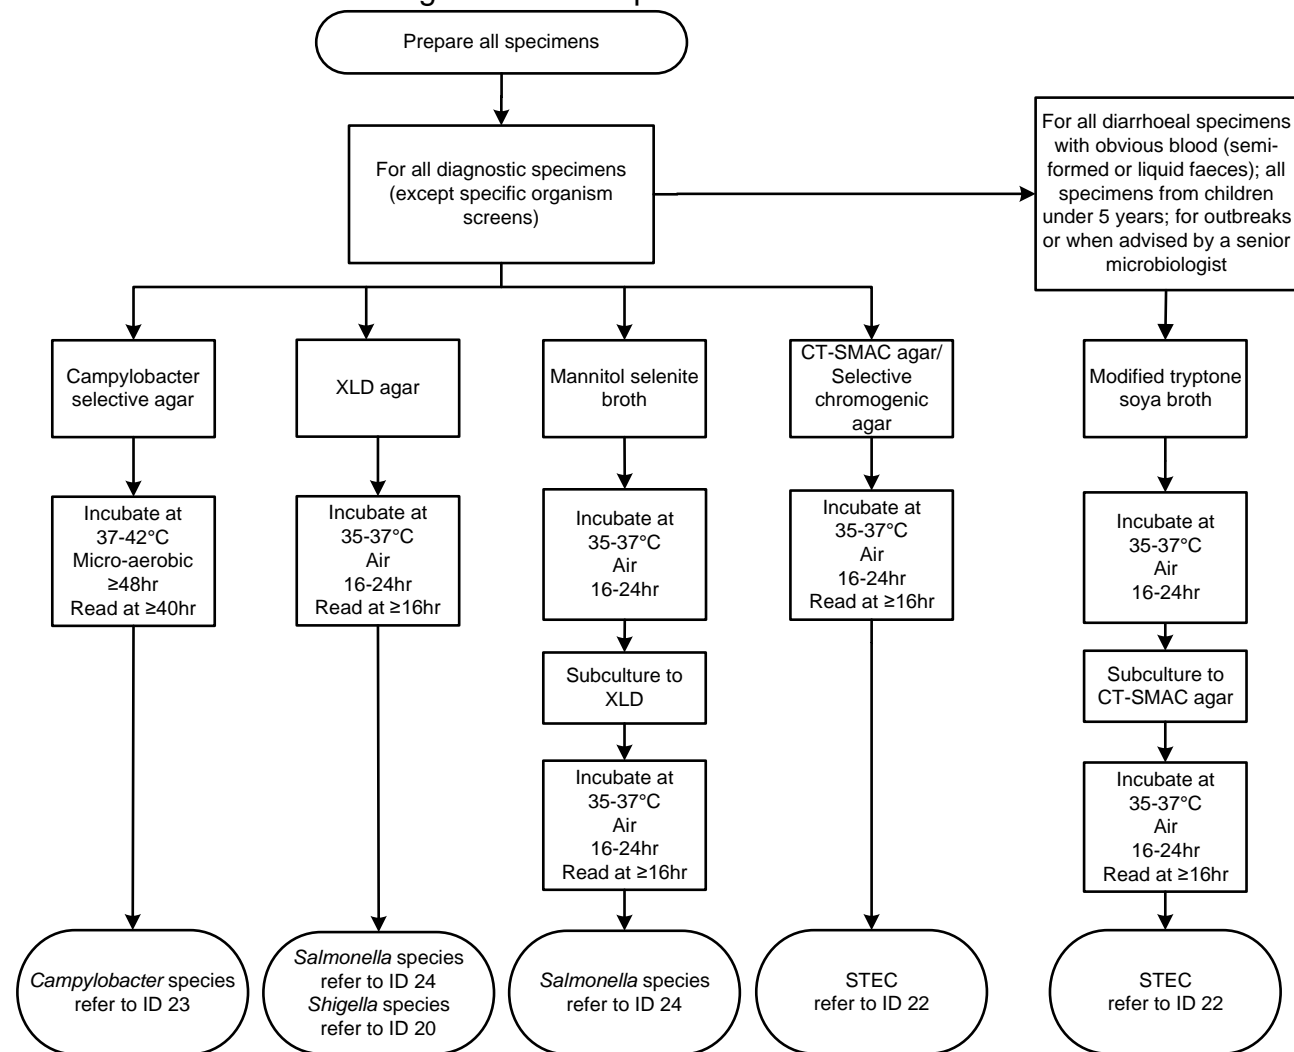 Prepare all specimens
For all diagnostic specimens
(except specific organism
screens)
For all diarrhoeal specimens
with obvious blood (semi-
formed or liquid faeces); all
specimens from children
under 5 years; for outbreaks
or when advised by a senior
microbiologist
Campylobacter
selective agar
XLD agar
Mannitol selenite
broth
CT-SMAC agar/
Selective
chromogenic
agar
Modified tryptone
soya broth
Incubate at
37-42°C
Micro-aerobic
≥48hr
Read at ≥40hr
Incubate at
35-37°C
Air
16-24hr
Read at ≥16hr
Incubate at
35-37°C
Air
16-24hr
Incubate at
35-37°C
Air
16-24hr
Read at ≥16hr
Incubate at
35-37°C
Air
16-24hr
Subculture to
XLD
Subculture to
CT-SMAC agar
Incubate at
35-37°C
Air
16-24hr
Read at ≥16hr
Incubate at
35-37°C
Air
16-24hr
Read at ≥16hr
Campylobacter species
refer to ID 23
Salmonella species
refer to ID 24
Shigella species
refer to ID 20
Salmonella species
refer to ID 24
STEC
refer to ID 22
STEC
refer to ID 22